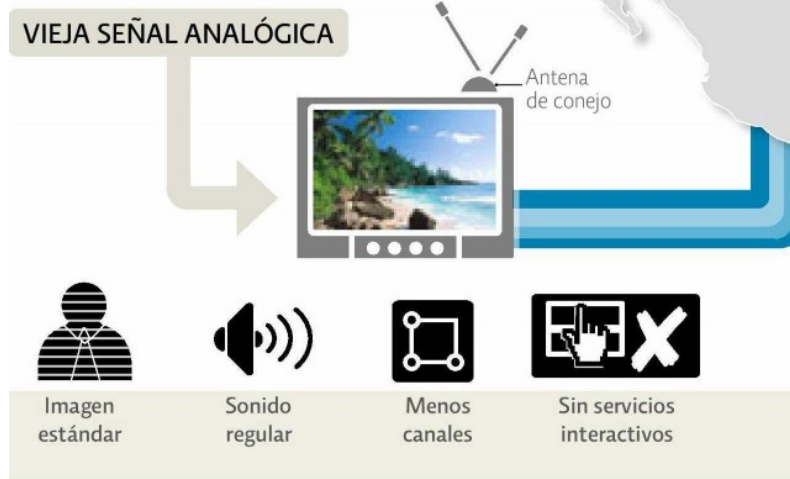 VIEJA SEÑAL ANALÓGICA
Antena
de conejo
Imagen
estándar
Sonido
regular
Menos
canales
Sin servicios
interactivos